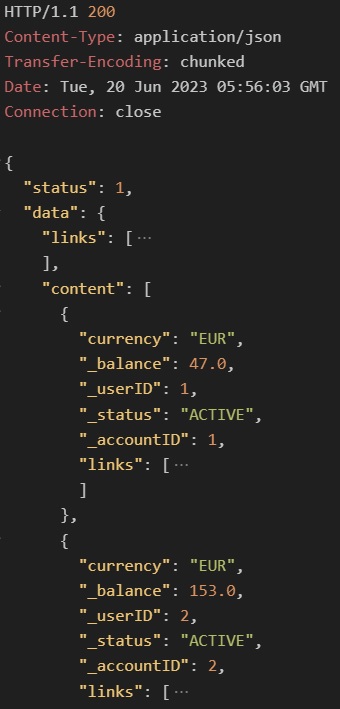 HTTP/1.1 200
Content-Type: application/json
Transfer-Encoding: chunked
Date: Tue, 20 Jun 2023 05:56:03 GMT
Connection: close
{
"status": 1,
"data": {
"links": [ ···
],
"content": [
{
"currency": "EUR",
"_balance": 47.0,
"_userID": 1,
"_status": "ACTIVE",
"_accountID": 1,
"links": [ ···
]
},
{
"currency": "EUR",
"_balance": 153.0,
"_userID": 2,
"_status": "ACTIVE",
"_accountID": 2,
"links": [ ···